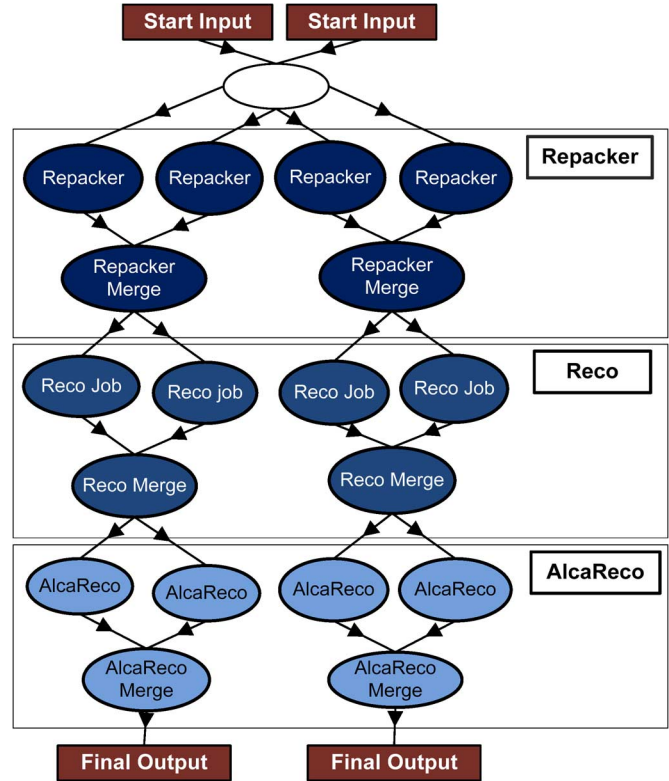 Start Input
Start Input
Repacker
Repacker
Repacker
Repacker
Repacker
Repacker
Merge
Repacker
Merge
Reco
Reco Job
Reco job
Reco Job
Reco Job
Reco Merge
Reco Merge
AlcaReco
AlcaReco
AlcaReco
AlcaReco
AlcaReco
AlcaReco
Merge
AlcaReco
Merge
Final Output
Final Output